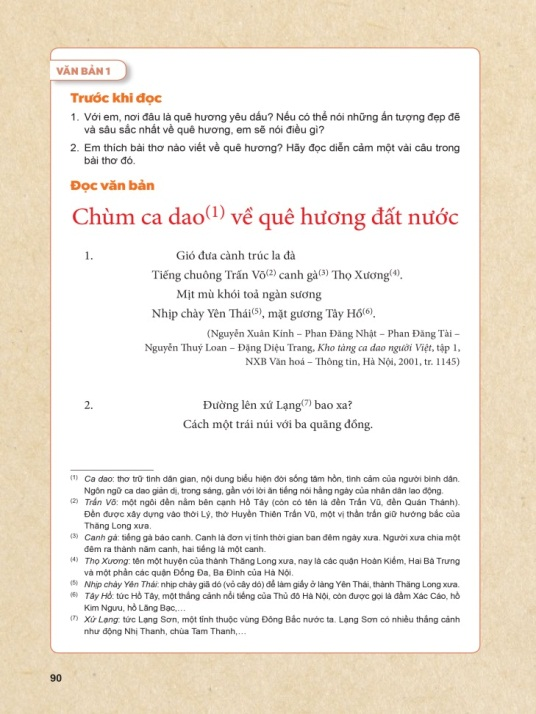 VĂN BẢN 1
Trước khi đọc
1. Với em, nơi đâu là quê hương yêu dấu? Nếu có thể nói những ấn tượng đẹp đẽ
và sâu sắc nhất về quê hương, em sẽ nói điều gì?
2. Em thích bài thơ nào viết về quê hương? Hãy đọc diễn cảm một vài câu trong
bài thơ đó.
Đọc văn bản
Chùm ca dao(1) về quê hương đất nước
1. Gió đưa cành trúc la đà
Tiếng chuông Trấn Võ(2) canh gà(3) Thọ Xương(4).
Mịt mù khói toả ngàn sương
Nhịp chày Yên Thái(5), mặt gương Tây Hồ(6).
(Nguyễn Xuân Kính – Phan Đăng Nhật – Phan Đăng Tài –
Nguyễn Thuý Loan – Đặng Diệu Trang, Kho tàng ca dao người Việt, tập 1,
NXB Văn hoá – Thông tin, Hà Nội, 2001, tr. 1145)
2. Đường lên xứ Lạng(7) bao xa?
Cách một trái núi với ba quãng đồng.
(1) Ca dao: thơ trữ tình dân gian, nội dung biểu hiện đời sống tâm hồn, tình cảm của người bình dân.
Ngôn ngữ ca dao giản dị, trong sáng, gần với lời ăn tiếng nói hằng ngày của nhân dân lao động.
(2) Trấn Võ: một ngôi đền nằm bên cạnh Hồ Tây (còn có tên là đền Trấn Vũ, đền Quán Thánh).
Đền được xây dựng vào thời Lý, thờ Huyền Thiên Trấn Vũ, một vị thần trấn giữ hướng bắc của
Thăng Long xưa.
(3) Canh gà: tiếng gà báo canh. Canh là đơn vị tính thời gian ban đêm ngày xưa. Người xưa chia một
đêm ra thành năm canh, hai tiếng là một canh.
(4) Thọ Xương: tên một huyện của thành Thăng Long xưa, nay là các quận Hoàn Kiếm, Hai Bà Trưng
và một phần các quận Đống Đa, Ba Đình của Hà Nội.
(5) Nhịp chày Yên Thái: nhịp chày giã dó (vỏ cây dó) để làm giấy ở làng Yên Thái, thành Thăng Long xưa.
(6) Tây Hồ: tức Hồ Tây, một thắng cảnh nổi tiếng của Thủ đô Hà Nội, còn được gọi là đầm Xác Cáo, hồ
Kim Ngưu, hồ Lãng Bạc,…
(7) Xứ Lạng: tức Lạng Sơn, một tỉnh thuộc vùng Đông Bắc nước ta. Lạng Sơn có nhiều thắng cảnh
như động Nhị Thanh, chùa Tam Thanh,…
90